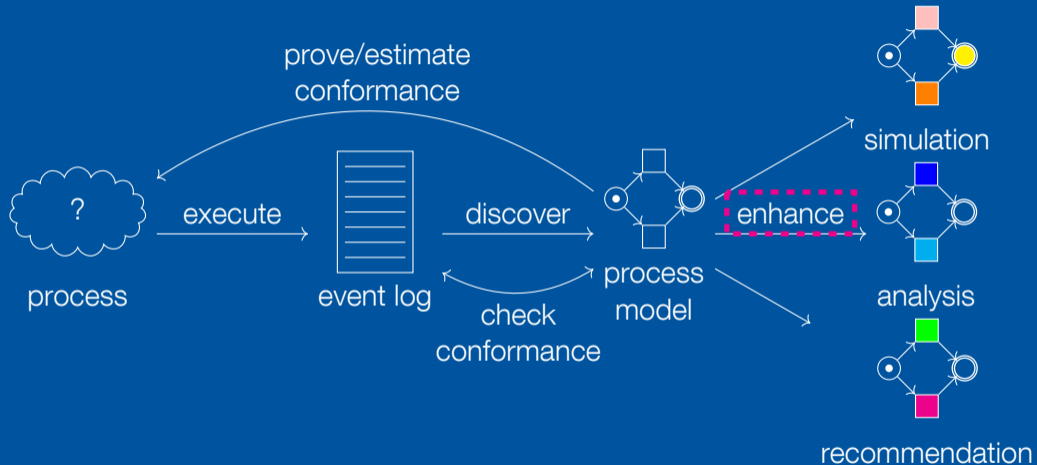 prove/estimate
conformance
simulation
?
execute
discover
enhance
process
event log
process
model
analysis
check
conformance
recommendation